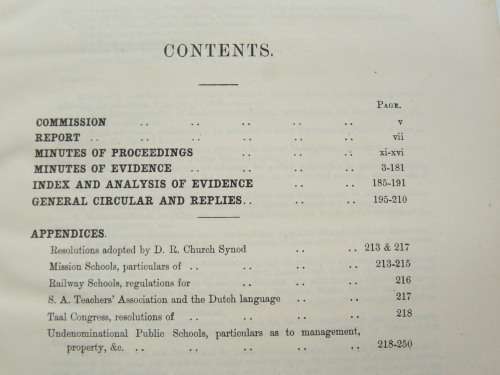 CONTENTS.
PAGE.
COMMISSION .. .. .. .. .. v
REPORT .. .. .. .. .. .. vii
MINUTES OF PROCEEDINGS .. .. .. xi-xvi
MINUTES OF EVIDENCE .. .. .. .. 3-181
INDEX AND ANALYSIS OF EVIDENCE .. .. 185-191
GENERAL CIRCULAR AND REPLIES.. .. .. 195-210
APPENDICES.
Resolutions adopted by D. R. Church Synod .. .. 213 & 217
Mission Schools, particulars of .. .. .. .. 213-215
Railway Schools, regulations for .. .. .. 216
S. A. Teachers' Association and the Dutch language .. .. 217
Taal Congress, resolutions of .. .. .. .. 218
Undenominational Public Schools, particulars as to management,
property, &c. .. .. .. .. .. 218-250